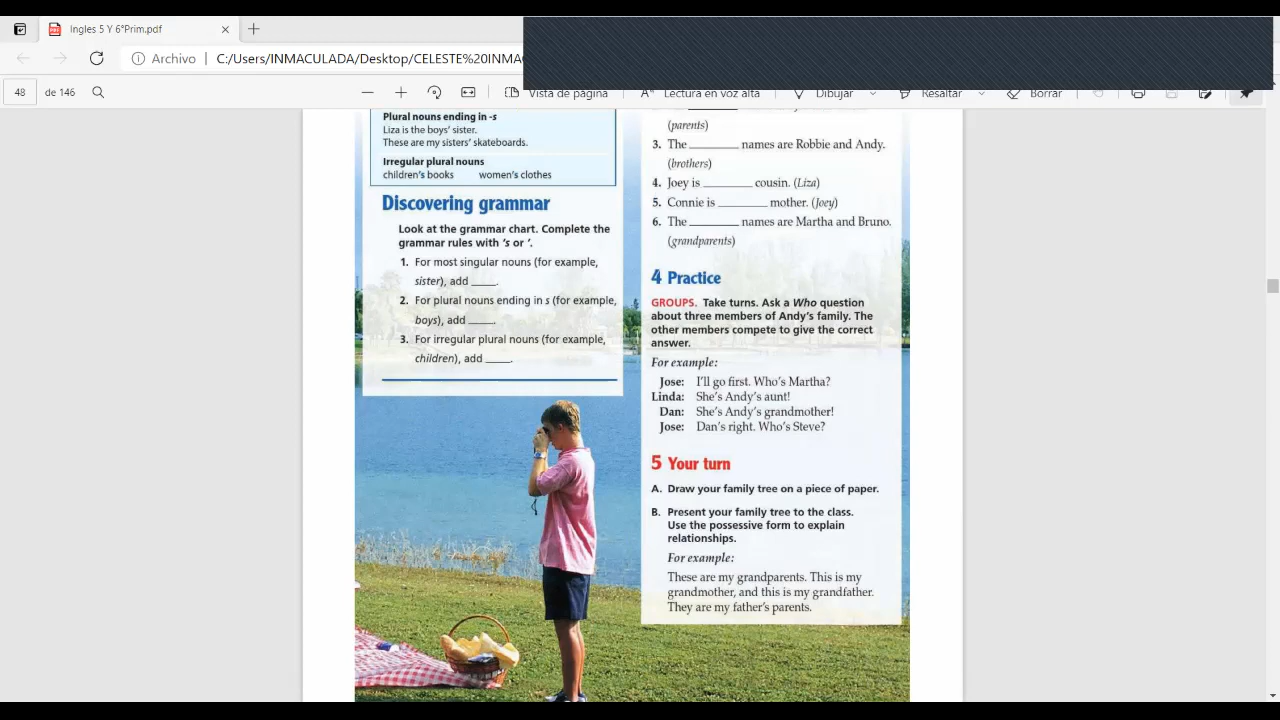 Ingles 5 Y 6°Prim.pdf
Archivo
C:/Users/INMACULADA/Desktop/CELESTE%20INMA
48 de 146
Vista de página
Lectura en voz alta
Dibujar
Resaltar
Borrar
Plural nouns ending in -s
Liza is the boys' sister.
These are my sisters' skateboards.
Irregular plural nouns
children's books women's clothes
Discovering grammar
Look at the grammar chart. Complete the
grammar rules with 's or '.
1. For most singular nouns (for example,
sister), add ____.
2. For plural nouns ending in s (for example,
boys), add ____.
3. For irregular plural nouns (for example,
children), add ____.
(parents)
3. The ________ names are Robbie and Andy.
(brothers)
4. Joey is ________ cousin. (Liza)
5. Connie is ________ mother. (Joey)
6. The ________ names are Martha and Bruno.
(grandparents)
4 Practice
GROUPS. Take turns. Ask a Who question
about three members of Andy's family. The
other members compete to give the correct
answer.
For example:
Jose: I'll go first. Who's Martha?
Linda: She's Andy's aunt!
Dan: She's Andy's grandmother!
Jose: Dan's right. Who's Steve?
5 Your turn
A. Draw your family tree on a piece of paper.
B. Present your family tree to the class.
Use the possessive form to explain
relationships.
For example:
These are my grandparents. This is my
grandmother, and this is my grandfather.
They are my father's parents.